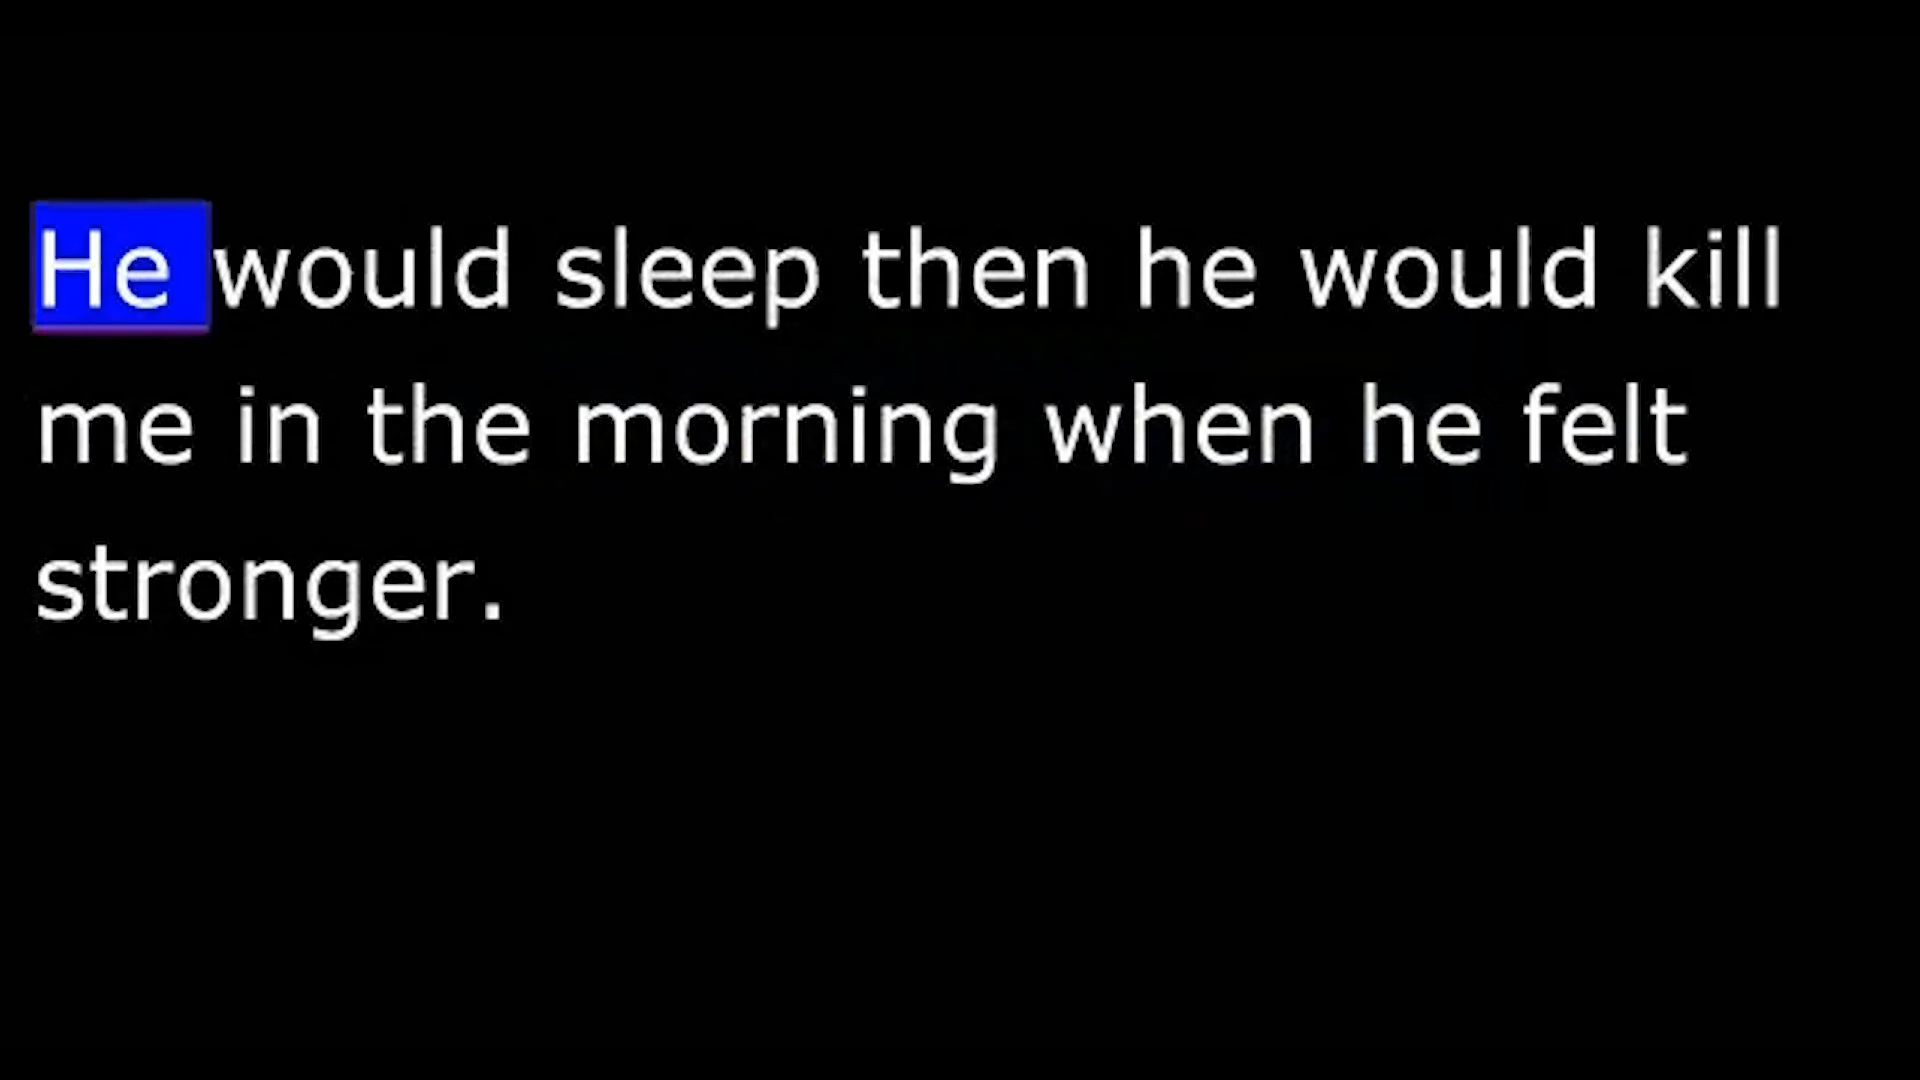 He would sleep then he would kill
me in the morning when he felt
stronger.